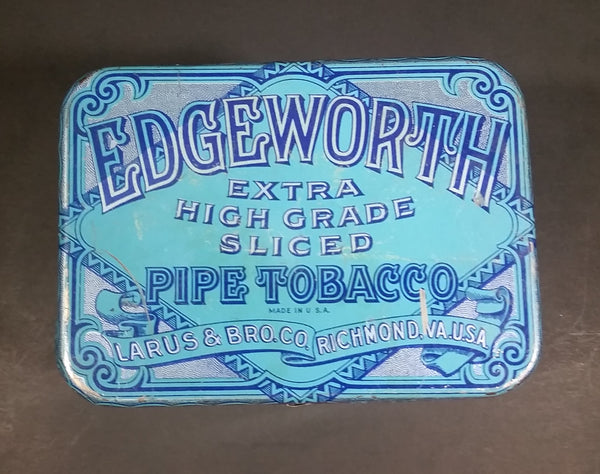 EDGEWORTH
EXTRA
HIGH GRADE
SLICED
PIPE TOBACCO
MADE IN U.S.A.
LARUS & BRO. CO. RICHMOND, VA. U.S.A.